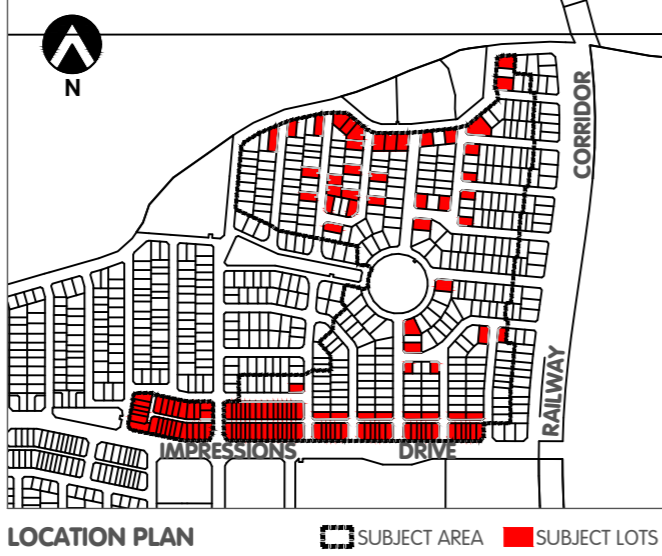 N
CORRIDOR
RAILWAY
IMPRESSIONS DRIVE
LOCATION PLAN
SUBJECT AREA
SUBJECT LOTS